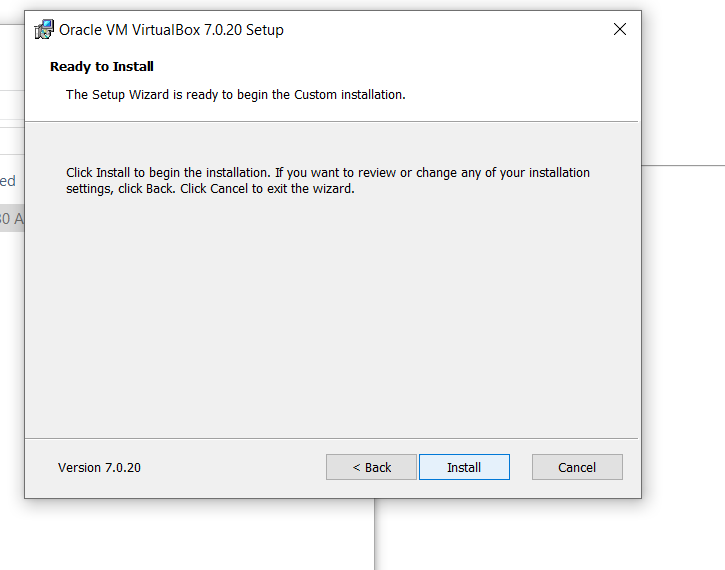 Oracle VM VirtualBox 7.0.20 Setup
Ready to Install
The Setup Wizard is ready to begin the Custom installation.
Click Install to begin the installation. If you want to review or change any of your installation
settings, click Back. Click Cancel to exit the wizard.
ed
30 A
Version 7.0.20
< Back
Install
Cancel